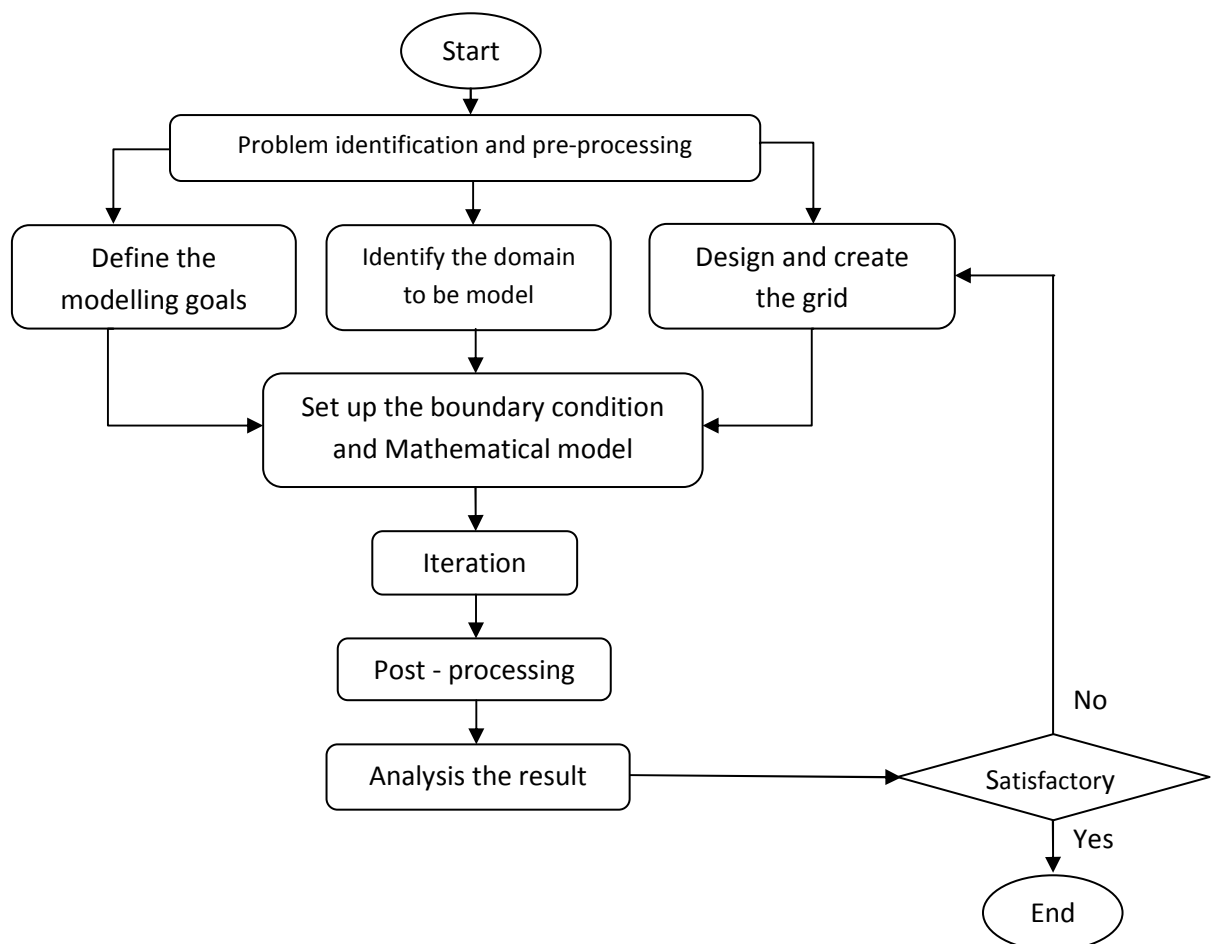 Start
Problem identification and pre-processing
Define the
modelling goals
Identify the domain
to be model
Design and create
the grid
Set up the boundary condition
and Mathematical model
Iteration
Post - processing
Analysis the result
Satisfactory
No
Yes
End